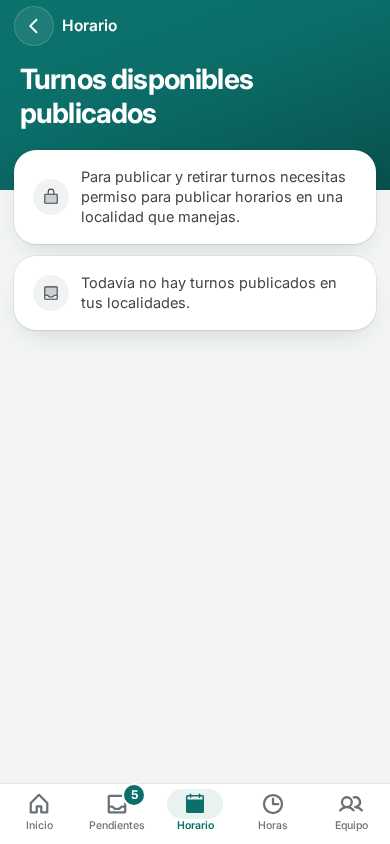 Horario
Turnos disponibles
publicados
Para publicar y retirar turnos necesitas
permiso para publicar horarios en una
localidad que manejas.
Todavía no hay turnos publicados en
tus localidades.
5
Inicio
Pendientes
Horario
Horas
Equipo